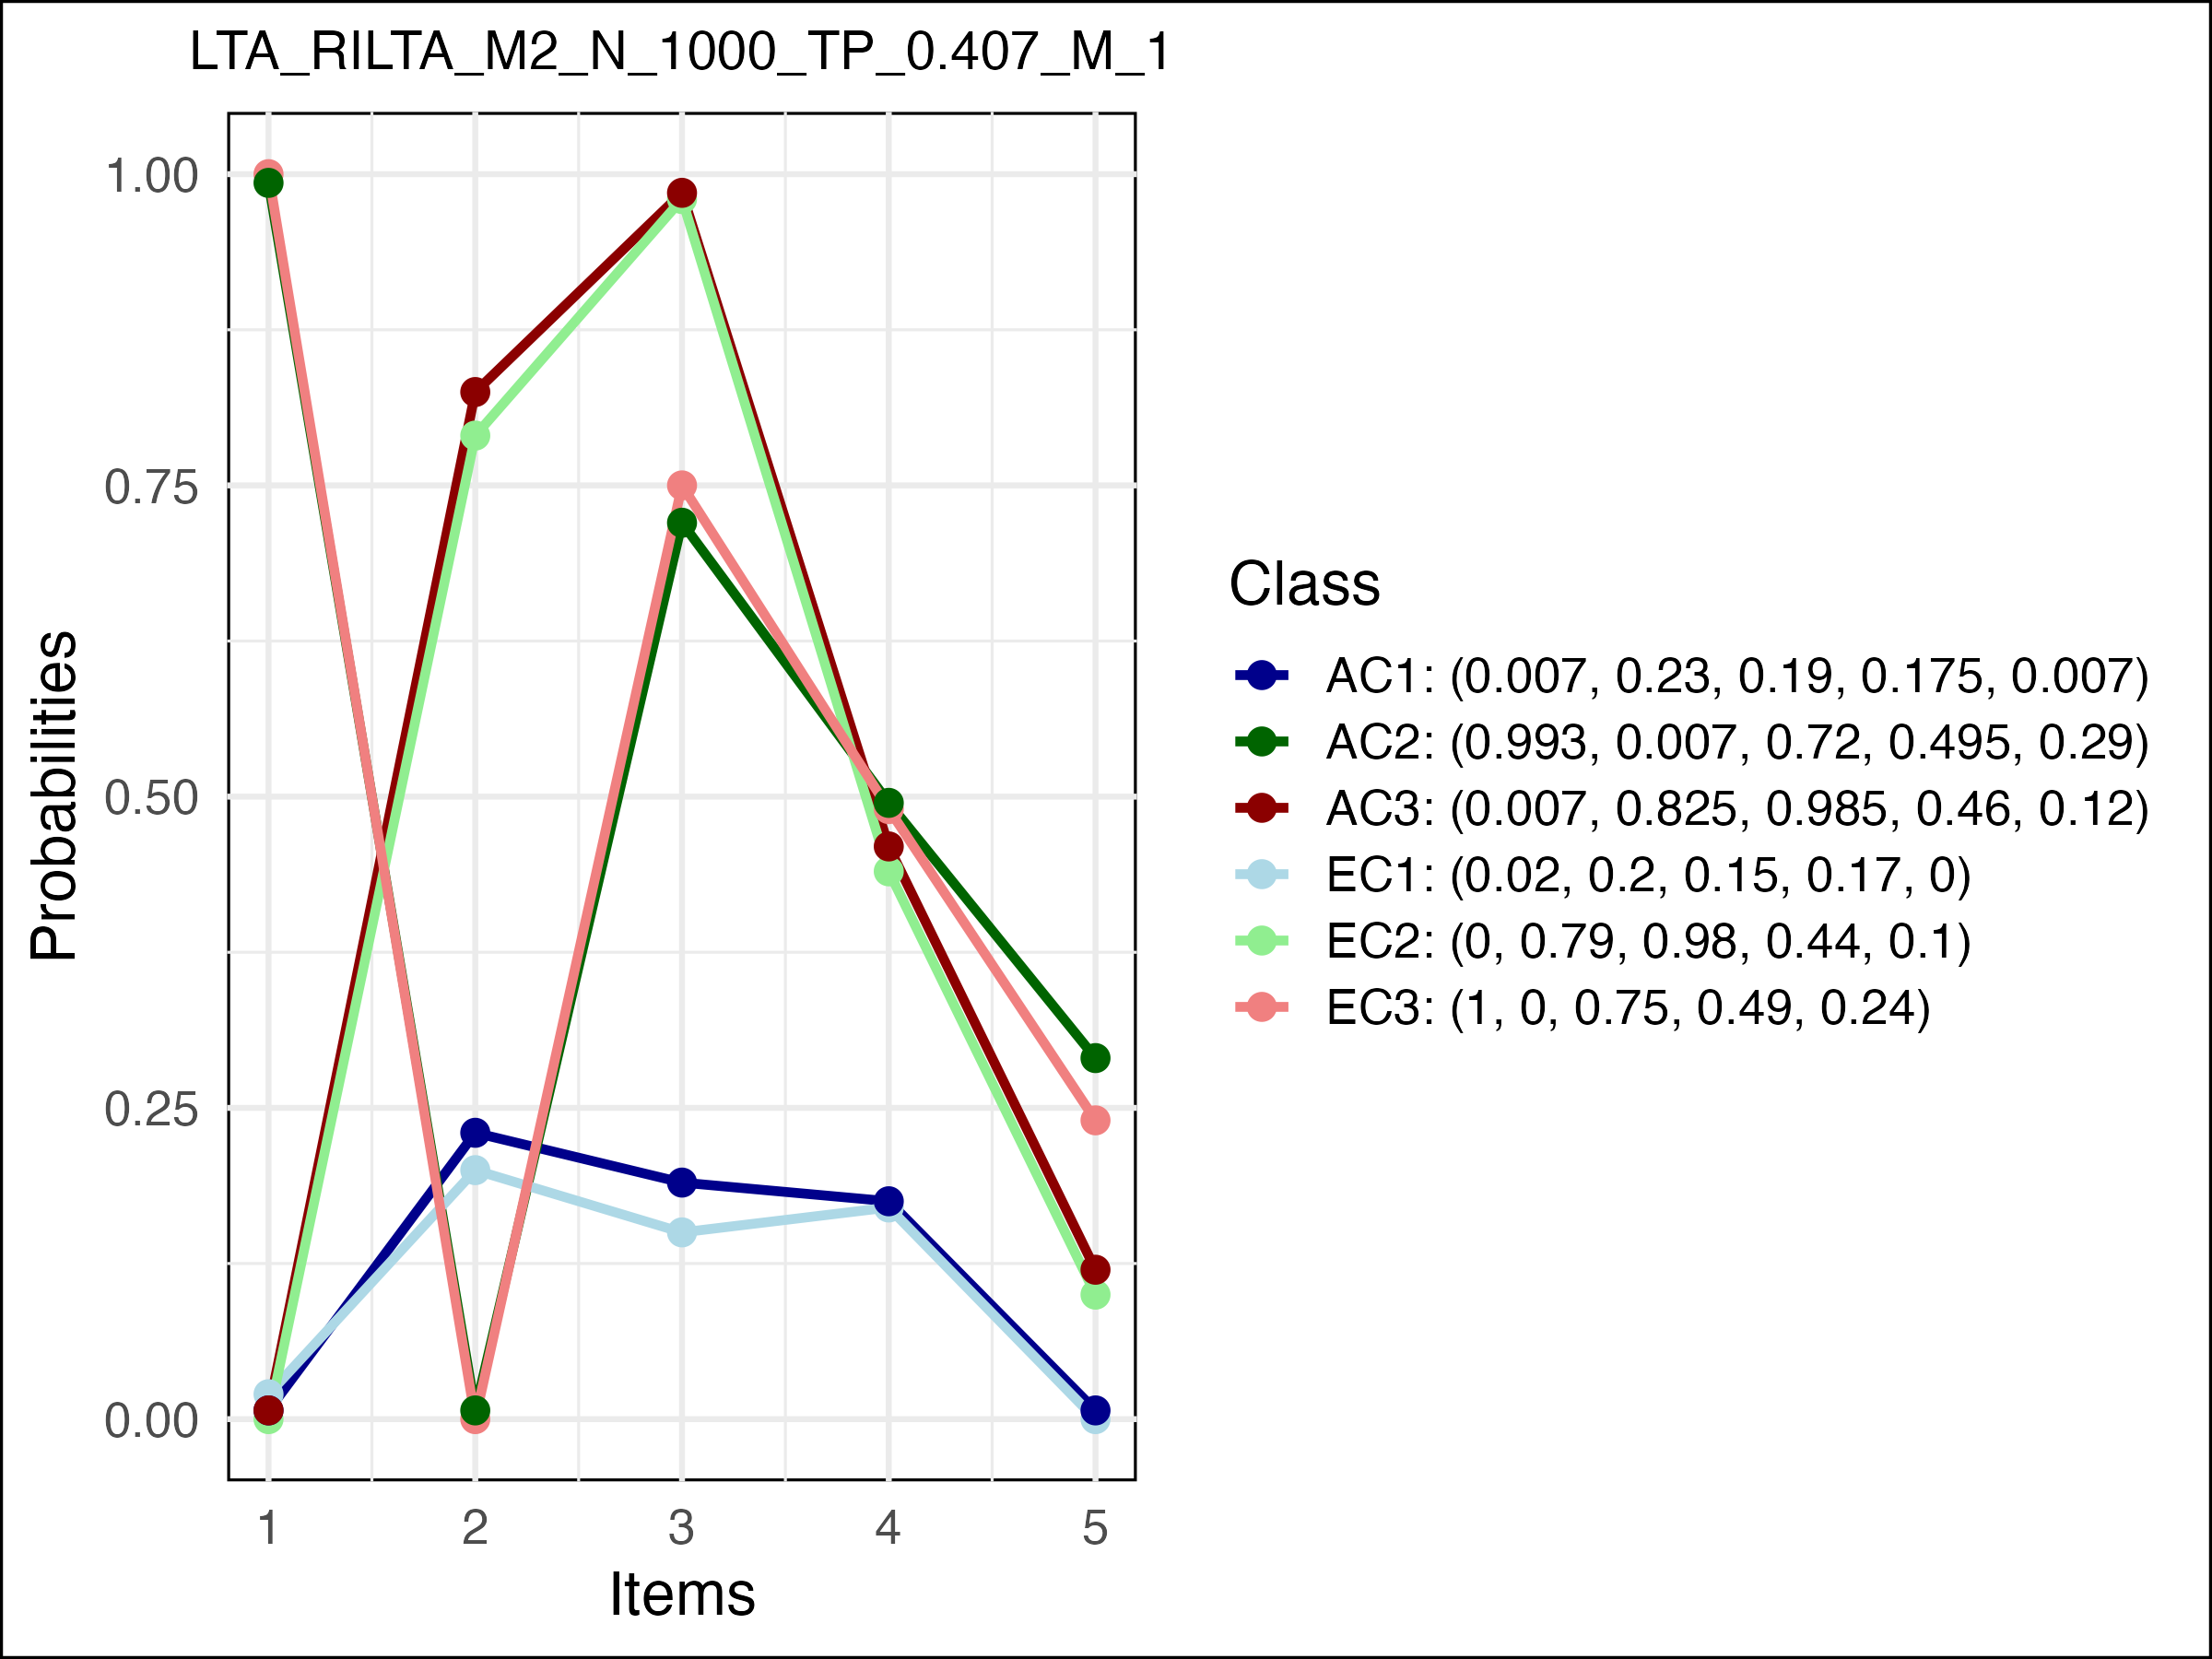 LTA_RILTA_M2_N_1000_TP_0.407_M_1
1.00
0.75
0.50
0.25
0.00
Probabilities
1 2 3 4 5
Items
Class
AC1: (0.007, 0.23, 0.19, 0.175, 0.007)
AC2: (0.993, 0.007, 0.72, 0.495, 0.29)
AC3: (0.007, 0.825, 0.985, 0.46, 0.12)
EC1: (0.02, 0.2, 0.15, 0.17, 0)
EC2: (0, 0.79, 0.98, 0.44, 0.1)
EC3: (1, 0, 0.75, 0.49, 0.24)